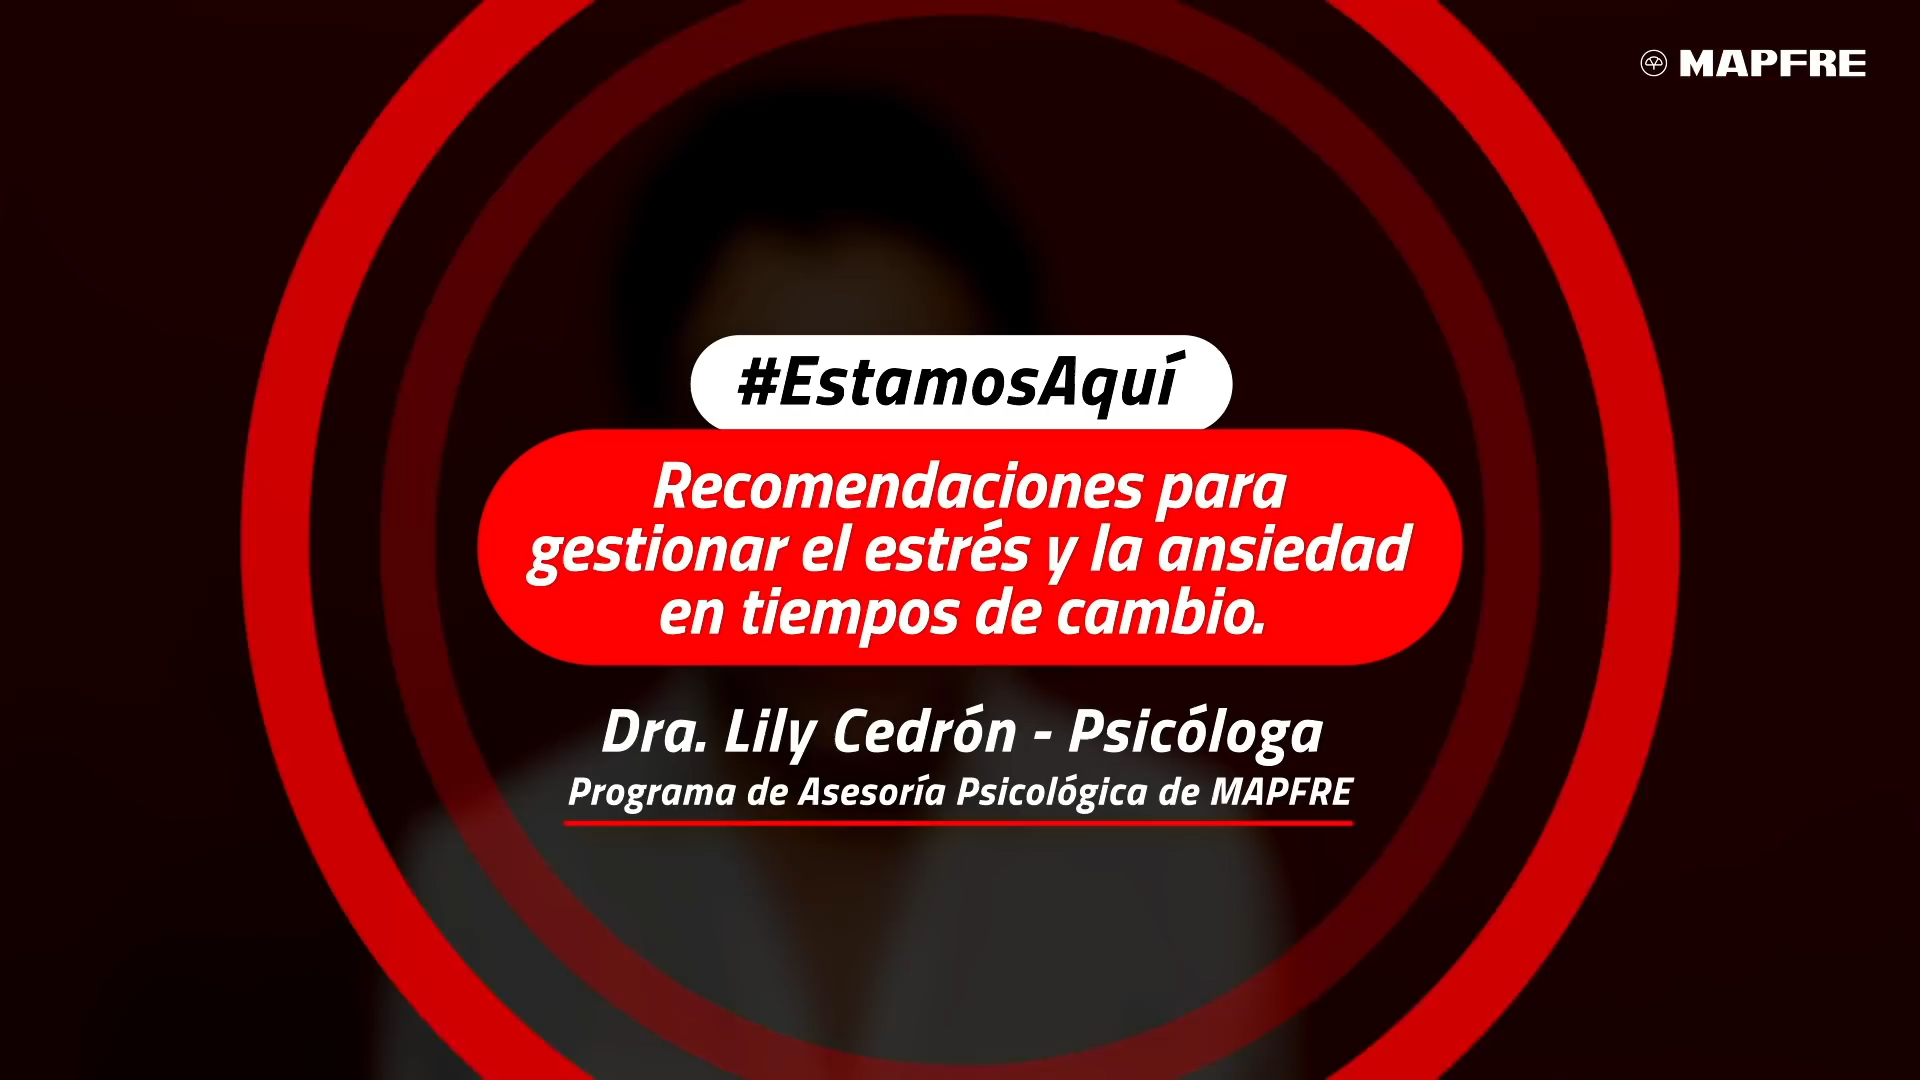 MAPFRE
#EstamosAquí
Recomendaciones para
gestionar el estrés y la ansiedad
en tiempos de cambio.
Dra. Lily Cedrón - Psicóloga
Programa de Asesoría Psicológica de MAPFRE